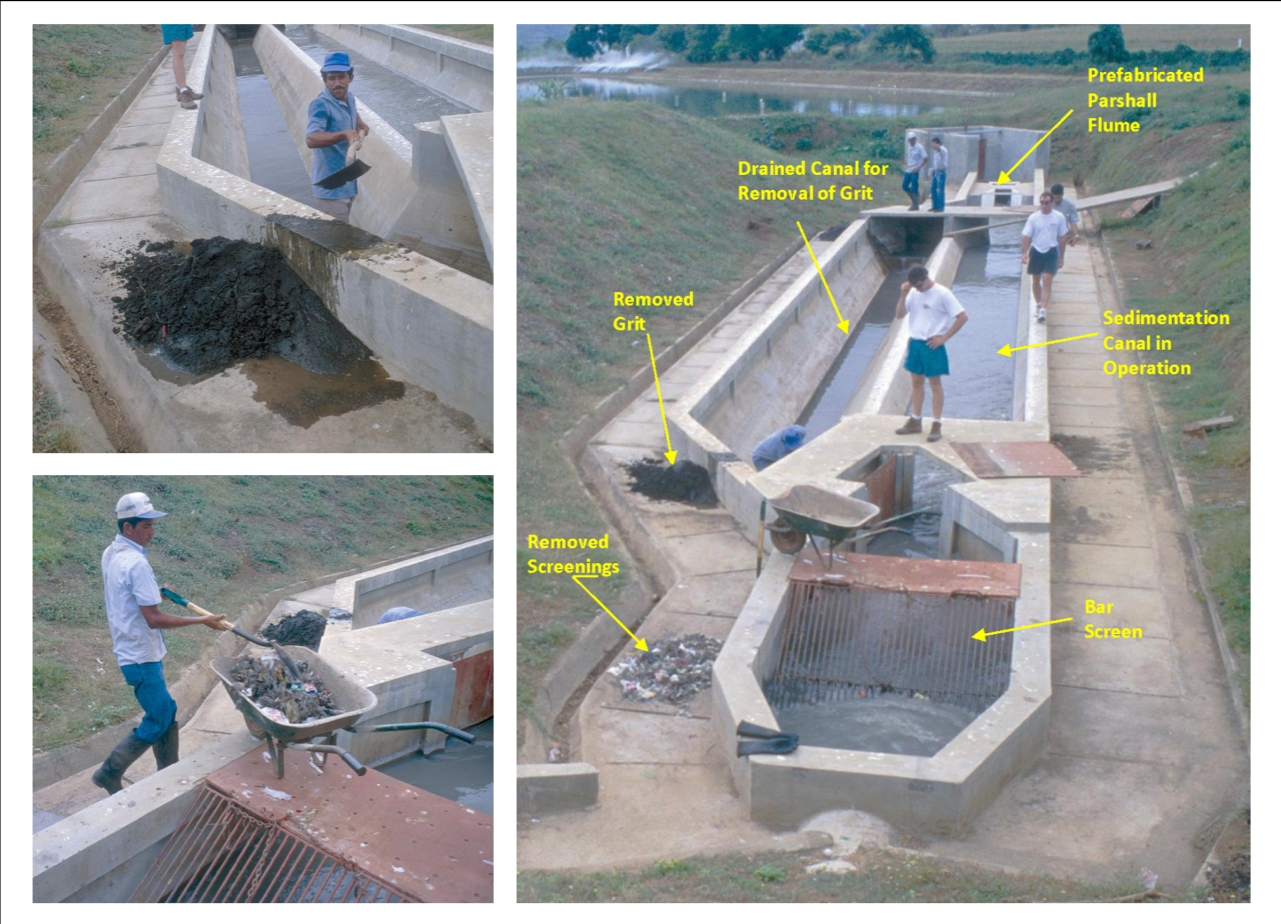 Prefabricated
Parshall
Flume
Drained Canal for
Removal of Grit
Removed
Grit
Sedimentation
Canal in
Operation
Removed
Screenings
Bar
Screen